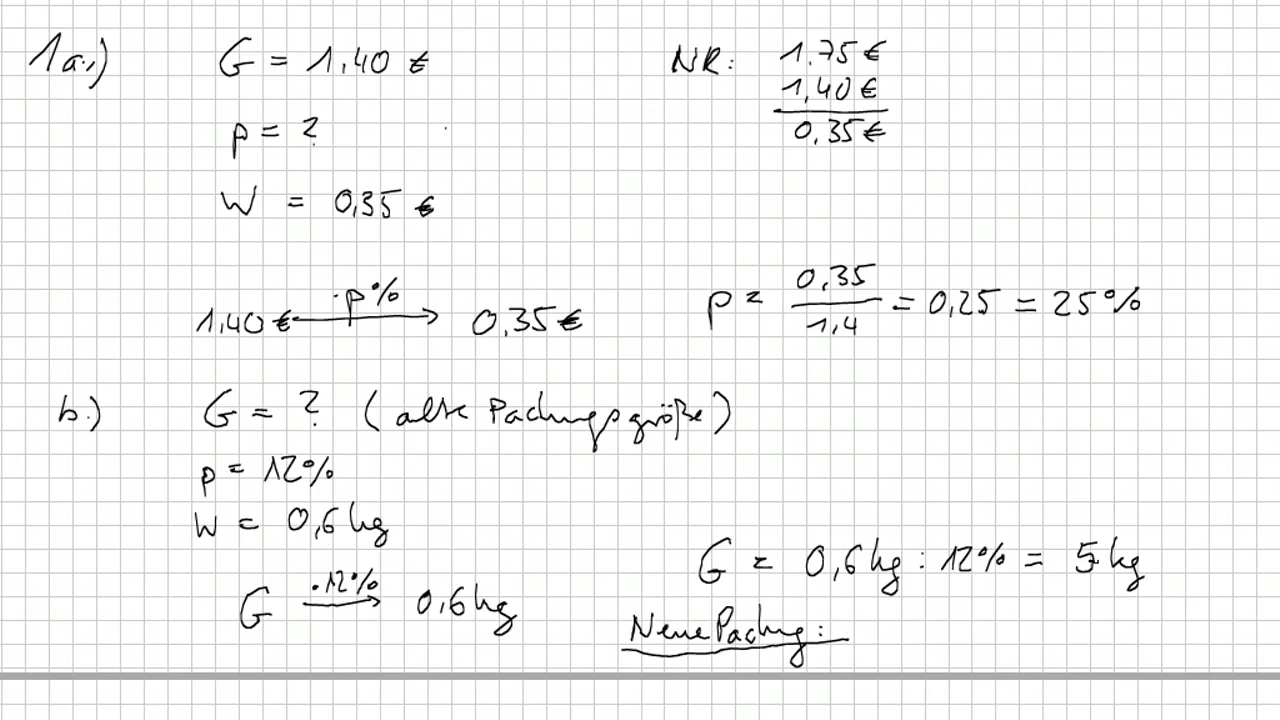 1a.)
G = 1,40 €
NR: 1,75 €
1,40 €
0,35 €
p = ?
W = 0,35 €
1,40 € ·p% → 0,35 €
p = 0,35 / 1,4 = 0,25 = 25%
b.)
G = ? (alte Packungsgröße)
p = 12%
W = 0,6 kg
G ·12% → 0,6 kg
G = 0,6 kg : 12% = 5 kg
Neue Packung: